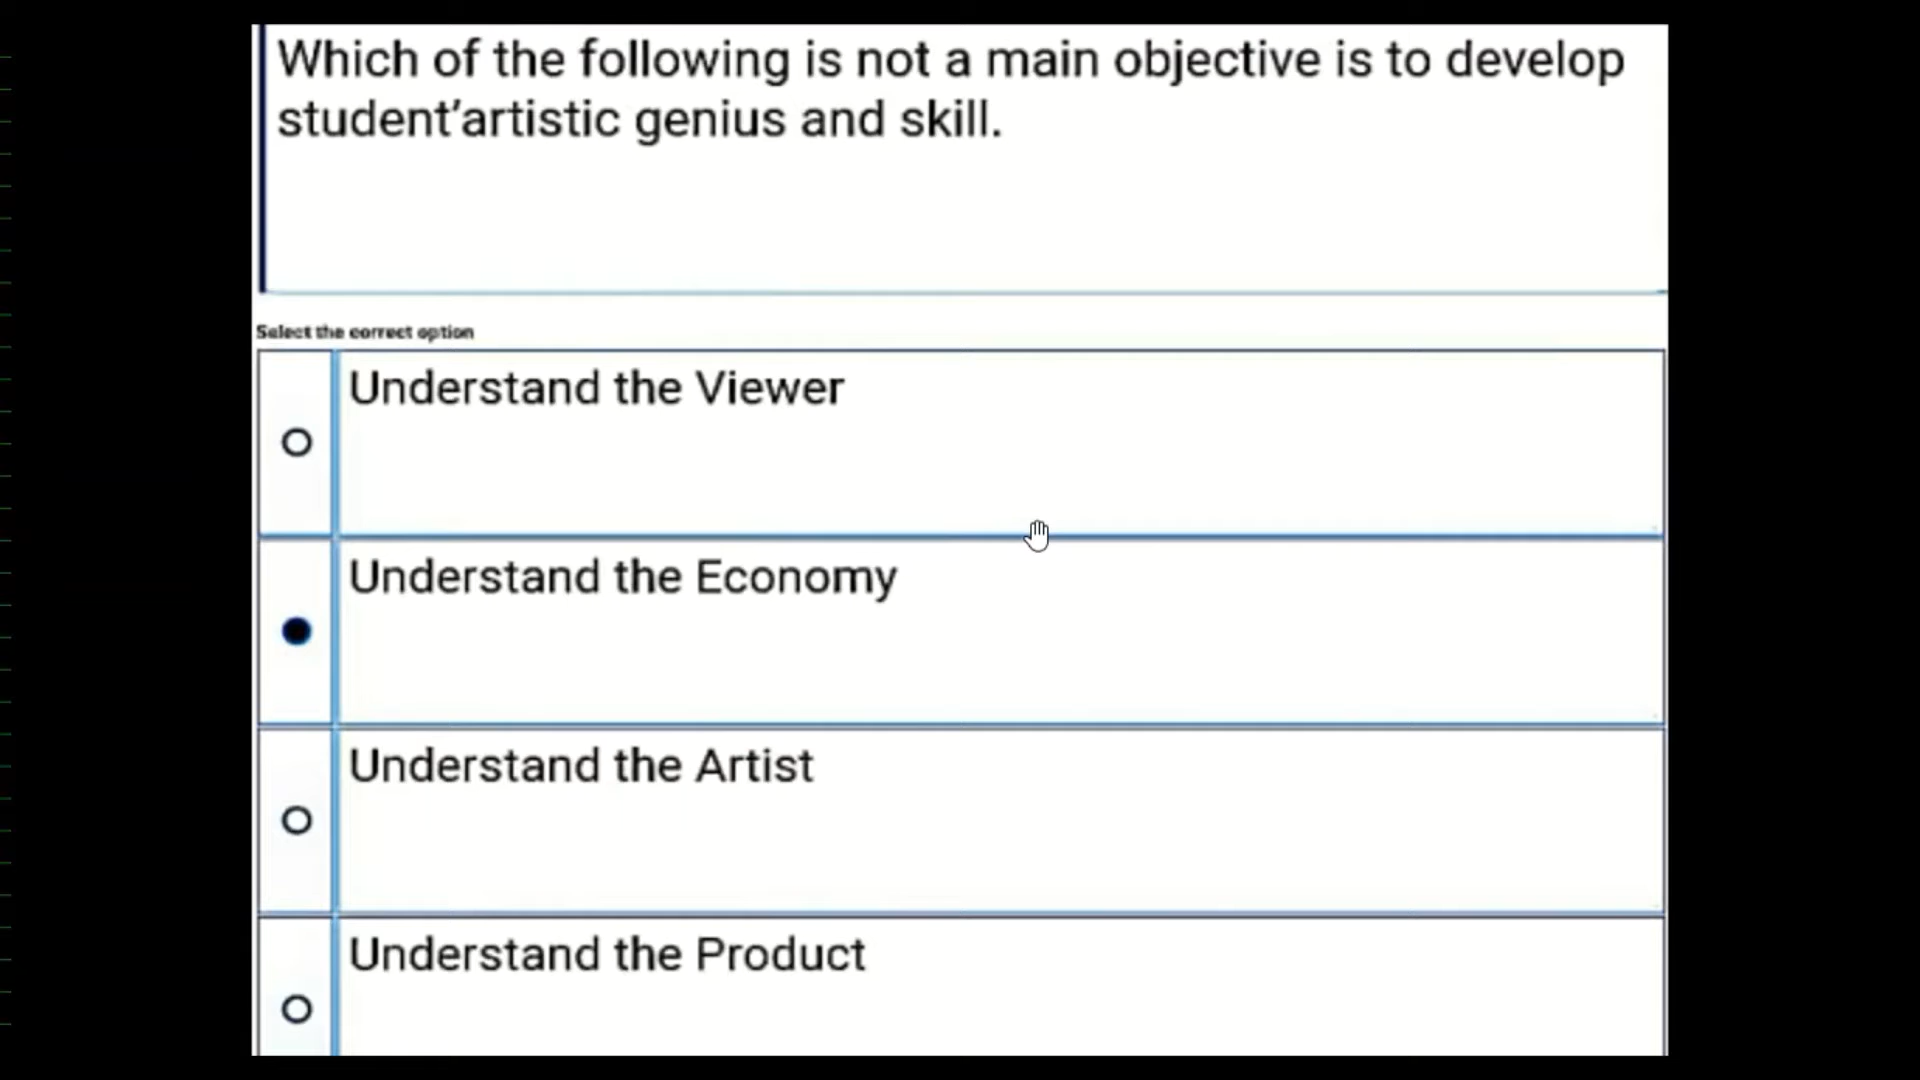 Which of the following is not a main objective is to develop
student’artistic genius and skill.
Select the correct option
Understand the Viewer
Understand the Economy
Understand the Artist
Understand the Product